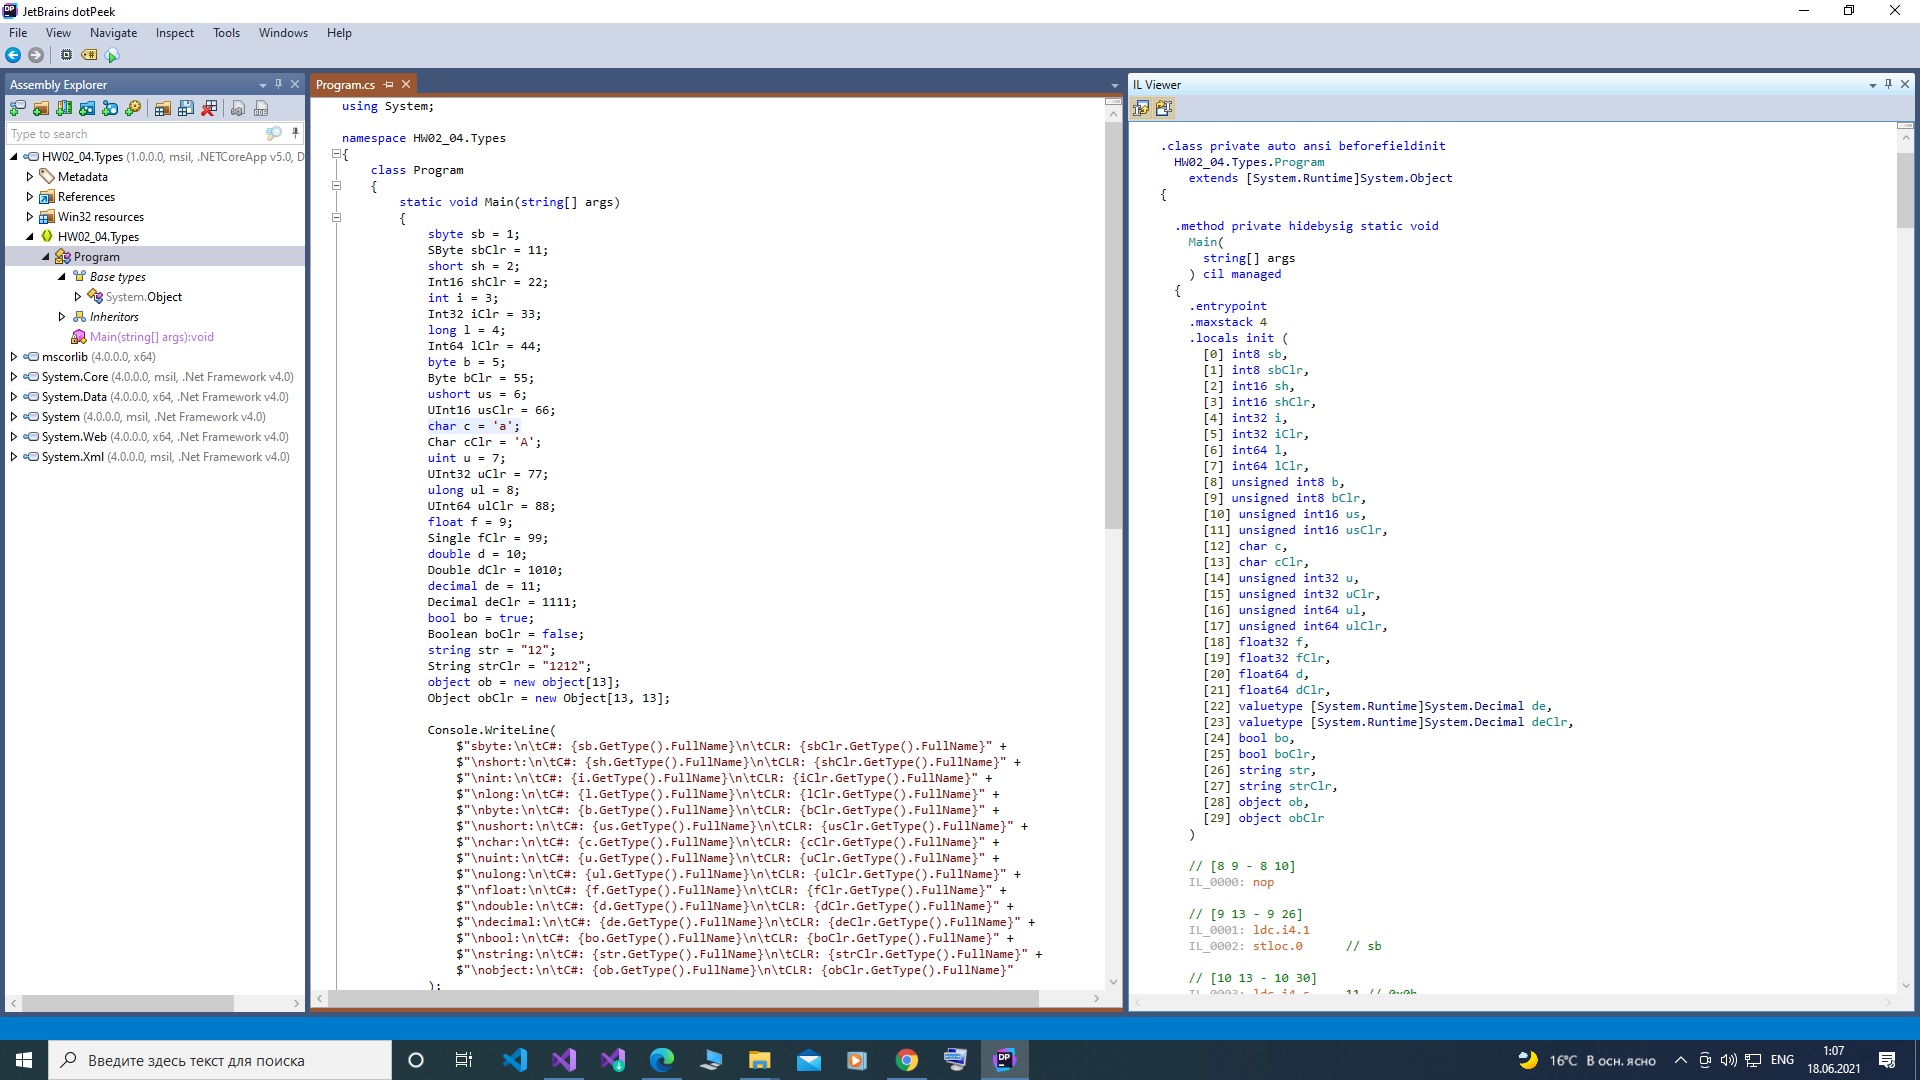 JetBrains dotPeek
File View Navigate Inspect Tools Windows Help
Assembly Explorer
Type to search
HW02_04.Types (1.0.0.0, msil, .NETCoreApp v5.0, D
Metadata
References
Win32 resources
HW02_04.Types
Program
Base types
System.Object
Inheritors
Main(string[] args):void
mscorlib (4.0.0.0, x64)
System.Core (4.0.0.0, msil, .Net Framework v4.0)
System.Data (4.0.0.0, x64, .Net Framework v4.0)
System (4.0.0.0, msil, .Net Framework v4.0)
System.Web (4.0.0.0, x64, .Net Framework v4.0)
System.Xml (4.0.0.0, msil, .Net Framework v4.0)
Program.cs
using System;
namespace HW02_04.Types
{
class Program
{
static void Main(string[] args)
{
sbyte sb = 1;
SByte sbClr = 11;
short sh = 2;
Int16 shClr = 22;
int i = 3;
Int32 iClr = 33;
long l = 4;
Int64 lClr = 44;
byte b = 5;
Byte bClr = 55;
ushort us = 6;
UInt16 usClr = 66;
char c = 'a';
Char cClr = 'A';
uint u = 7;
UInt32 uClr = 77;
ulong ul = 8;
UInt64 ulClr = 88;
float f = 9;
Single fClr = 99;
double d = 10;
Double dClr = 1010;
decimal de = 11;
Decimal deClr = 1111;
bool bo = true;
Boolean boClr = false;
string str = "12";
String strClr = "1212";
object ob = new object[13];
Object obClr = new Object[13, 13];
Console.WriteLine(
$"sbyte:\n\tC#: {sb.GetType().FullName}\n\tCLR: {sbClr.GetType().FullName}" +
$"\nshort:\n\tC#: {sh.GetType().FullName}\n\tCLR: {shClr.GetType().FullName}" +
$"\nint:\n\tC#: {i.GetType().FullName}\n\tCLR: {iClr.GetType().FullName}" +
$"\nlong:\n\tC#: {l.GetType().FullName}\n\tCLR: {lClr.GetType().FullName}" +
$"\nbyte:\n\tC#: {b.GetType().FullName}\n\tCLR: {bClr.GetType().FullName}" +
$"\nushort:\n\tC#: {us.GetType().FullName}\n\tCLR: {usClr.GetType().FullName}" +
$"\nchar:\n\tC#: {c.GetType().FullName}\n\tCLR: {cClr.GetType().FullName}" +
$"\nuint:\n\tC#: {u.GetType().FullName}\n\tCLR: {uClr.GetType().FullName}" +
$"\nulong:\n\tC#: {ul.GetType().FullName}\n\tCLR: {ulClr.GetType().FullName}" +
$"\nfloat:\n\tC#: {f.GetType().FullName}\n\tCLR: {fClr.GetType().FullName}" +
$"\ndouble:\n\tC#: {d.GetType().FullName}\n\tCLR: {dClr.GetType().FullName}" +
$"\ndecimal:\n\tC#: {de.GetType().FullName}\n\tCLR: {deClr.GetType().FullName}" +
$"\nbool:\n\tC#: {bo.GetType().FullName}\n\tCLR: {boClr.GetType().FullName}" +
$"\nstring:\n\tC#: {str.GetType().FullName}\n\tCLR: {strClr.GetType().FullName}" +
$"\nobject:\n\tC#: {ob.GetType().FullName}\n\tCLR: {obClr.GetType().FullName}"
);
IL Viewer
.class private auto ansi beforefieldinit
HW02_04.Types.Program
extends [System.Runtime]System.Object
{
.method private hidebysig static void
Main(
string[] args
) cil managed
{
.entrypoint
.maxstack 4
.locals init (
[0] int8 sb,
[1] int8 sbClr,
[2] int16 sh,
[3] int16 shClr,
[4] int32 i,
[5] int32 iClr,
[6] int64 l,
[7] int64 lClr,
[8] unsigned int8 b,
[9] unsigned int8 bClr,
[10] unsigned int16 us,
[11] unsigned int16 usClr,
[12] char c,
[13] char cClr,
[14] unsigned int32 u,
[15] unsigned int32 uClr,
[16] unsigned int64 ul,
[17] unsigned int64 ulClr,
[18] float32 f,
[19] float32 fClr,
[20] float64 d,
[21] float64 dClr,
[22] valuetype [System.Runtime]System.Decimal de,
[23] valuetype [System.Runtime]System.Decimal deClr,
[24] bool bo,
[25] bool boClr,
[26] string str,
[27] string strClr,
[28] object ob,
[29] object obClr
)
// [8 9 - 8 10]
IL_0000: nop
// [9 13 - 9 26]
IL_0001: ldc.i4.1
IL_0002: stloc.0 // sb
// [10 13 - 10 30]
IL_0003: ldc.i4.s 11 // 0x0b
Введите здесь текст для поиска
16°C В осн. ясно
ENG
1:07
18.06.2021